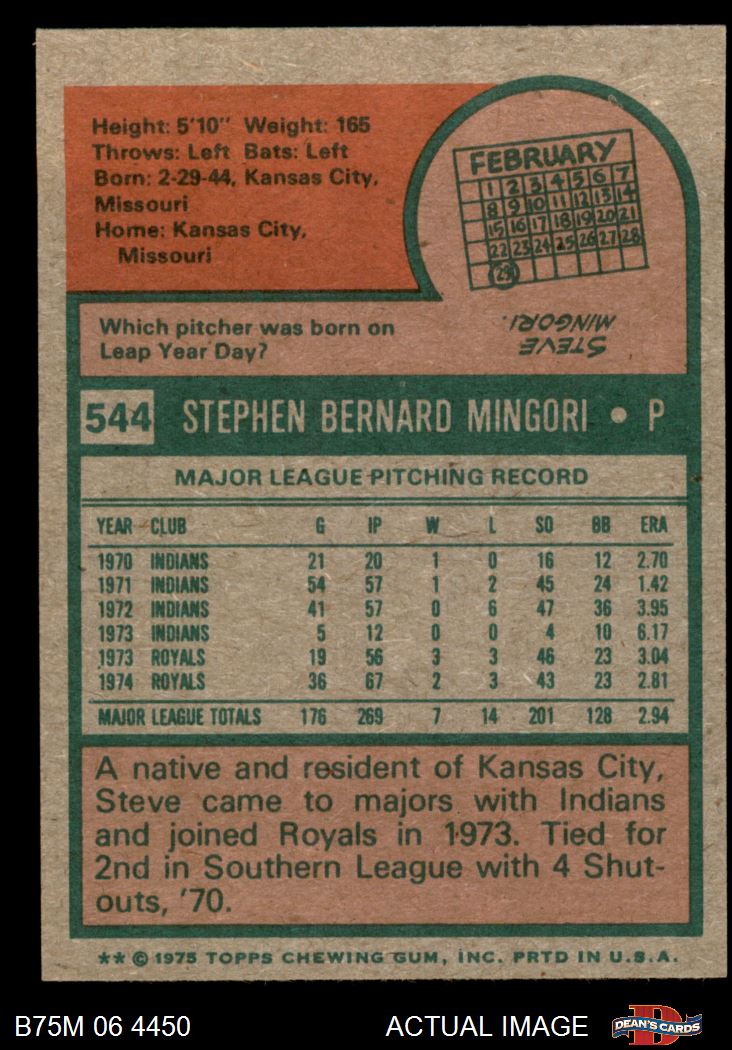 Height: 5'10" Weight: 165
Throws: Left Bats: Left
Born: 2-29-44, Kansas City,
Missouri
Home: Kansas City,
Missouri
FEBRUARY
1 2 3 4 5 6 7
8 9 10 11 12 13 14
15 16 17 18 19 20 21
22 23 24 25 26 27 28
29
Which pitcher was born on
Leap Year Day?
STEVE
MINGORI.
544 STEPHEN BERNARD MINGORI • P
MAJOR LEAGUE PITCHING RECORD
YEAR CLUB G IP W L SO BB ERA
1970 INDIANS 21 20 1 0 16 12 2.70
1971 INDIANS 54 57 1 2 45 24 1.42
1972 INDIANS 41 57 0 6 47 36 3.95
1973 INDIANS 5 12 0 0 4 10 6.17
1973 ROYALS 19 56 3 3 46 23 3.04
1974 ROYALS 36 67 2 3 43 23 2.81
MAJOR LEAGUE TOTALS 176 269 7 14 201 128 2.94
A native and resident of Kansas City,
Steve came to majors with Indians
and joined Royals in 1973. Tied for
2nd in Southern League with 4 Shut-
outs, '70.
** © 1975 TOPPS CHEWING GUM, INC. PRTD IN U.S.A.
B75M 06 4450 ACTUAL IMAGE DEAN'S CARDS